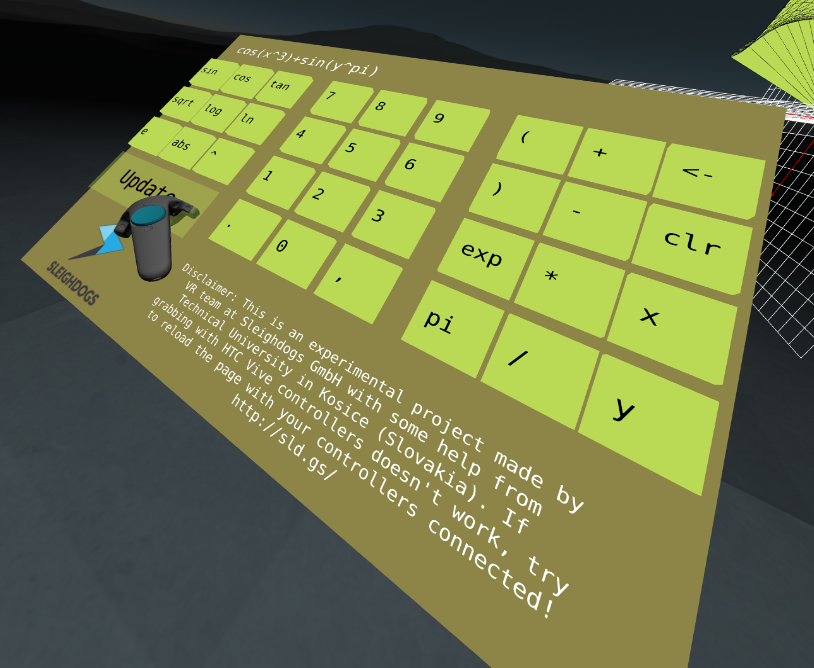 cos(x^3)+sin(y^pi)
sin cos tan 7 8 9 ( + <-
sqrt log ln 4 5 6 ) - clr
e abs ^ 1 2 3 exp * x
Update . 0 , pi / y
SLEIGHDOGS
Disclaimer: This is an experimental project made by
VR team at Sleighdogs GmbH with some help from
Technical University in Kosice (Slovakia). If
grabbing with HTC Vive controllers doesn't work, try
to reload the page with your controllers connected!
http://sld.gs/